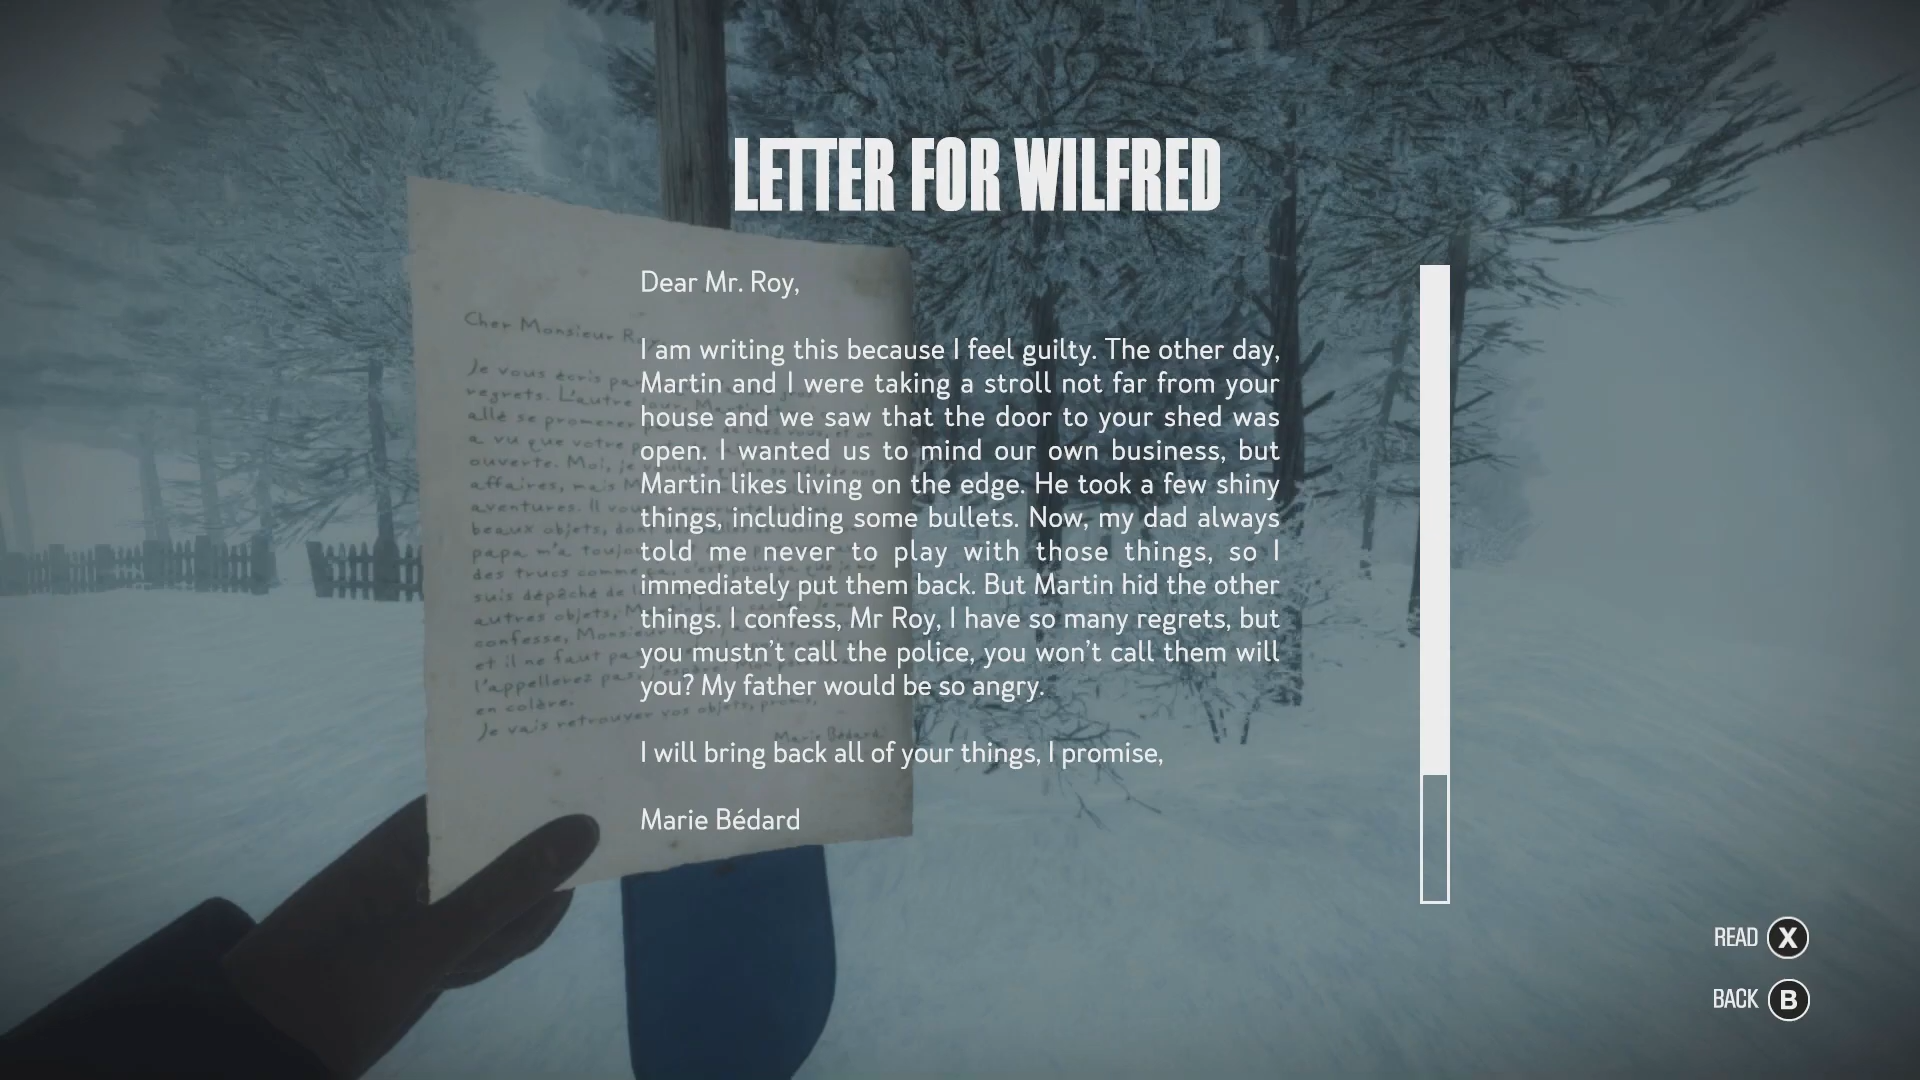 LETTER FOR WILFRED
Dear Mr. Roy,
I am writing this because I feel guilty. The other day,
Martin and I were taking a stroll not far from your
house and we saw that the door to your shed was
open. I wanted us to mind our own business, but
Martin likes living on the edge. He took a few shiny
things, including some bullets. Now, my dad always
told me never to play with those things, so I
immediately put them back. But Martin hid the other
things. I confess, Mr Roy, I have so many regrets, but
you mustn't call the police, you won't call them will
you? My father would be so angry.
I will bring back all of your things, I promise,
Marie Bédard
Cher Monsieur
Je vous écris
regrets. L'autre
allé se promener
a vu que votre
ouverte. Moi, je
affaires, mais
aventures. Il
beaux objets,
papa m'a
des trucs comme
suis dépêché de
autres objets,
confesse, Monsieur
et il ne faut pas
l'appellerez pas,
en colère.
Je vais retrouver vos objets, promis,
Marie Bédard
READ X
BACK B